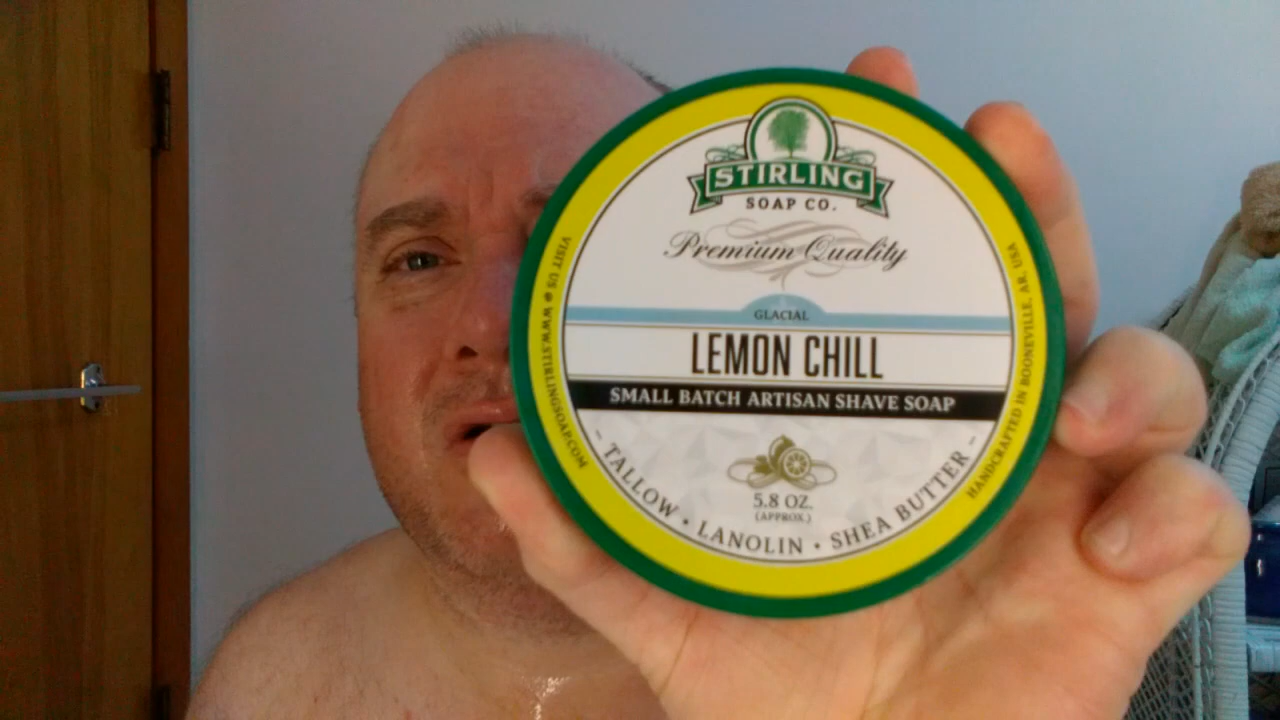 STIRLING
SOAP CO.
Premium Quality
GLACIAL
LEMON CHILL
SMALL BATCH ARTISAN SHAVE SOAP
5.8 OZ.
(APPROX.)
- TALLOW • LANOLIN • SHEA BUTTER -
VISIT US @ WWW.STIRLINGSOAP.COM
HANDCRAFTED IN BOONEVILLE, AR, USA